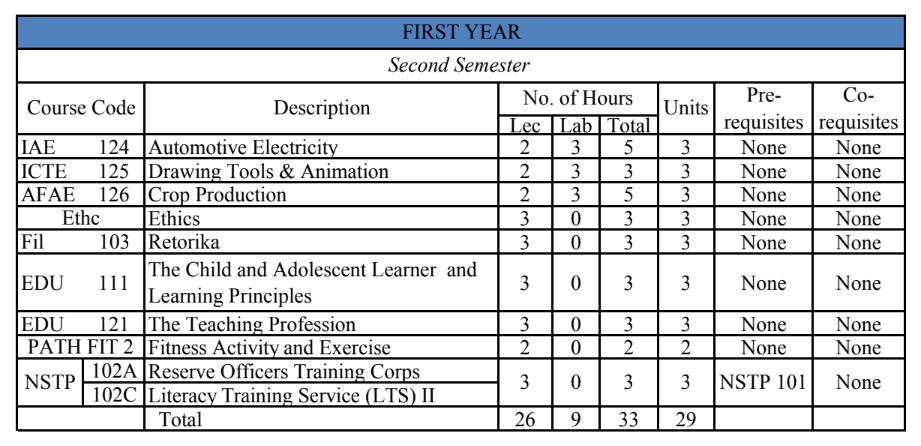 FIRST YEAR
Second Semester
Course Code Description No. of Hours Units Pre-requisites Co-requisites
Lec Lab Total
IAE 124 Automotive Electricity 2 3 5 3 None None
ICTE 125 Drawing Tools & Animation 2 3 3 3 None None
AFAE 126 Crop Production 2 3 5 3 None None
Ethc Ethics 3 0 3 3 None None
Fil 103 Retorika 3 0 3 3 None None
EDU 111 The Child and Adolescent Learner and
Learning Principles 3 0 3 3 None None
EDU 121 The Teaching Profession 3 0 3 3 None None
PATH FIT 2 Fitness Activity and Exercise 2 0 2 2 None None
NSTP 102A Reserve Officers Training Corps 3 0 3 3 NSTP 101 None
102C Literacy Training Service (LTS) II
Total 26 9 33 29